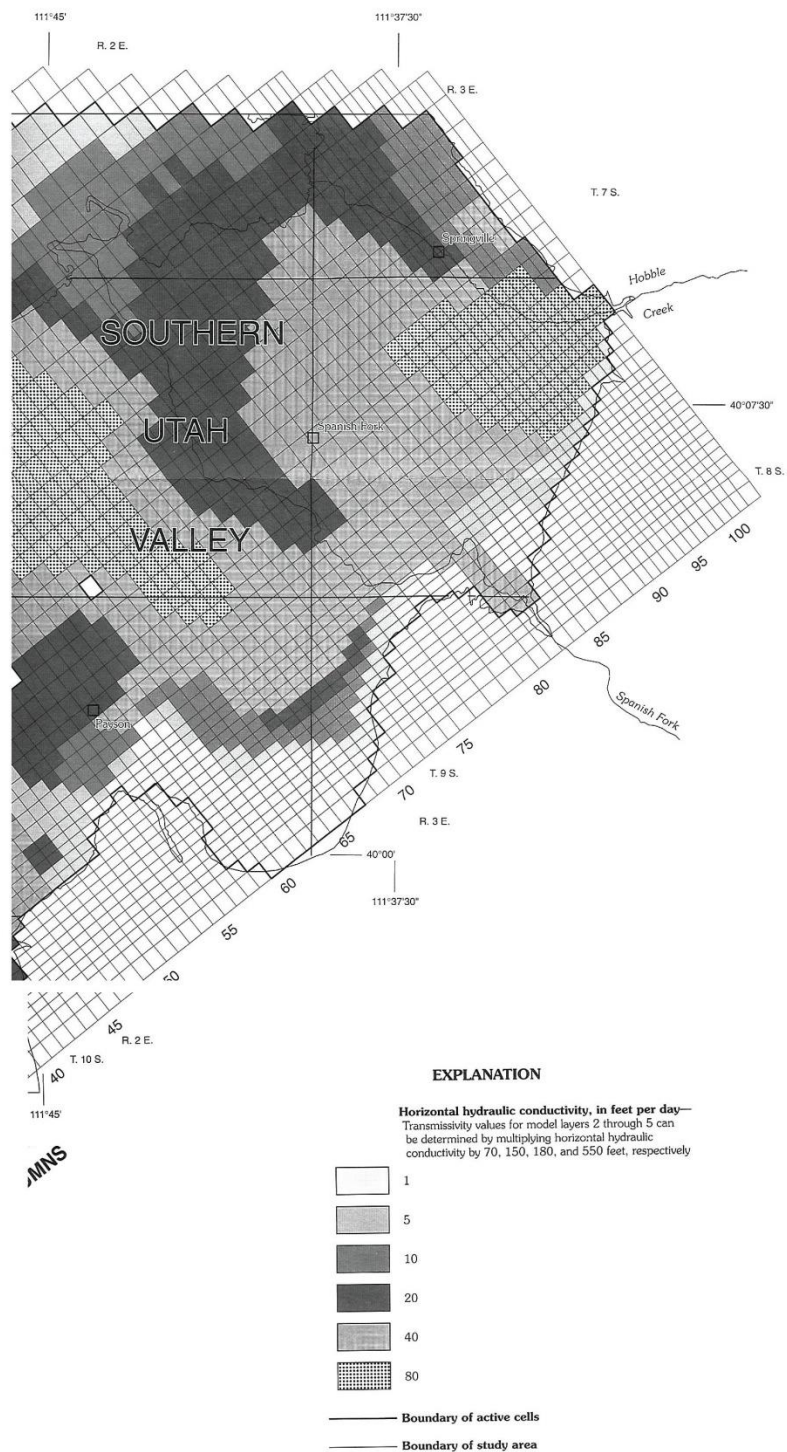 111°45'
111°37'30"
R. 2 E.
R. 3 E.
T. 7 S.
Springville
Hobble
Creek
SOUTHERN
40°07'30"
UTAH
Spanish Fork
T. 8 S.
VALLEY
100
95
90
85
80
Spanish Fork
Payson
75
T. 9 S.
70
R. 3 E.
65
40°00'
60
111°37'30"
55
50
45
R. 2 E.
T. 10 S.
40
111°45'
EXPLANATION
Horizontal hydraulic conductivity, in feet per day—
Transmissivity values for model layers 2 through 5 can
be determined by multiplying horizontal hydraulic
conductivity by 70, 150, 180, and 550 feet, respectively
UMNS
1
5
10
20
40
80
Boundary of active cells
Boundary of study area